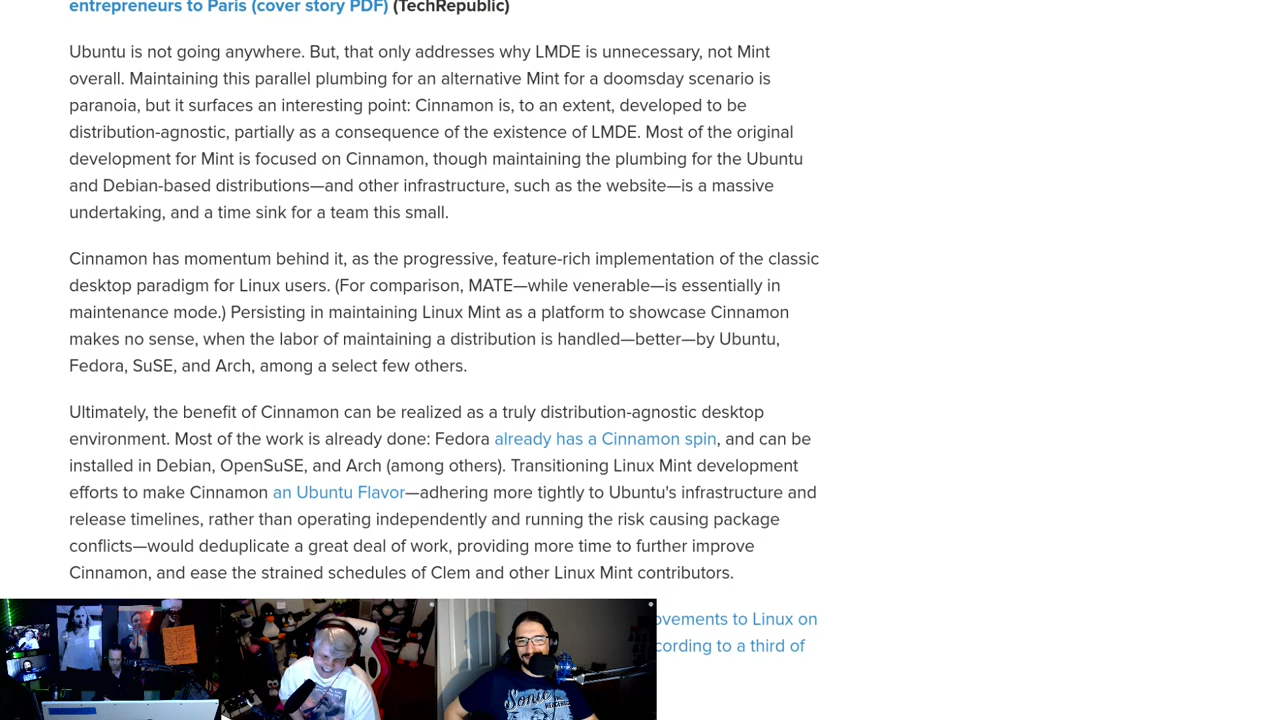 entrepreneurs to Paris (cover story PDF) (TechRepublic)
Ubuntu is not going anywhere. But, that only addresses why LMDE is unnecessary, not Mint
overall. Maintaining this parallel plumbing for an alternative Mint for a doomsday scenario is
paranoia, but it surfaces an interesting point: Cinnamon is, to an extent, developed to be
distribution-agnostic, partially as a consequence of the existence of LMDE. Most of the original
development for Mint is focused on Cinnamon, though maintaining the plumbing for the Ubuntu
and Debian-based distributions—and other infrastructure, such as the website—is a massive
undertaking, and a time sink for a team this small.
Cinnamon has momentum behind it, as the progressive, feature-rich implementation of the classic
desktop paradigm for Linux users. (For comparison, MATE—while venerable—is essentially in
maintenance mode.) Persisting in maintaining Linux Mint as a platform to showcase Cinnamon
makes no sense, when the labor of maintaining a distribution is handled—better—by Ubuntu,
Fedora, SuSE, and Arch, among a select few others.
Ultimately, the benefit of Cinnamon can be realized as a truly distribution-agnostic desktop
environment. Most of the work is already done: Fedora already has a Cinnamon spin, and can be
installed in Debian, OpenSuSE, and Arch (among others). Transitioning Linux Mint development
efforts to make Cinnamon an Ubuntu Flavor—adhering more tightly to Ubuntu's infrastructure and
release timelines, rather than operating independently and running the risk causing package
conflicts—would deduplicate a great deal of work, providing more time to further improve
Cinnamon, and ease the strained schedules of Clem and other Linux Mint contributors.
ovements to Linux on
cording to a third of
Sonic